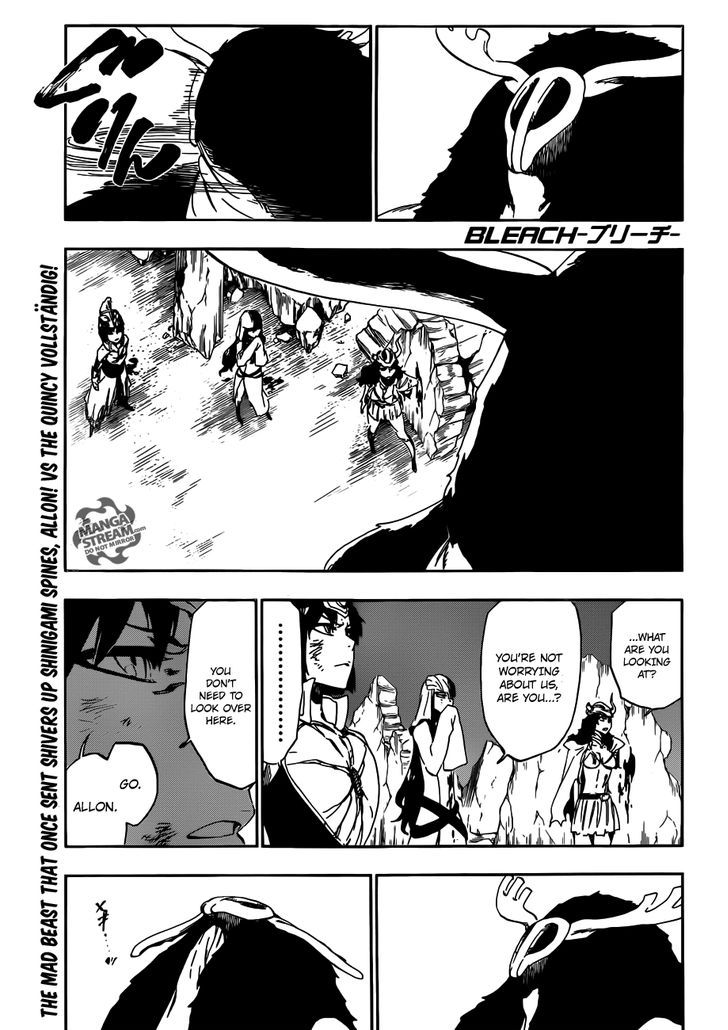 ぐりん
BLEACH-ブリーチ-
THE MAD BEAST THAT ONCE SENT SHIVERS UP SHINIGAMI SPINES, ALLON! VS THE QUINCY VOLLSTÄNDIG!
MANGA
STREAM.com
DO NOT MIRROR
...WHAT
ARE YOU
LOOKING
AT?
YOU'RE NOT
WORRYING
ABOUT US,
ARE YOU...?
..........
YOU
DON'T
NEED TO
LOOK OVER
HERE.
GO.
ALLON.